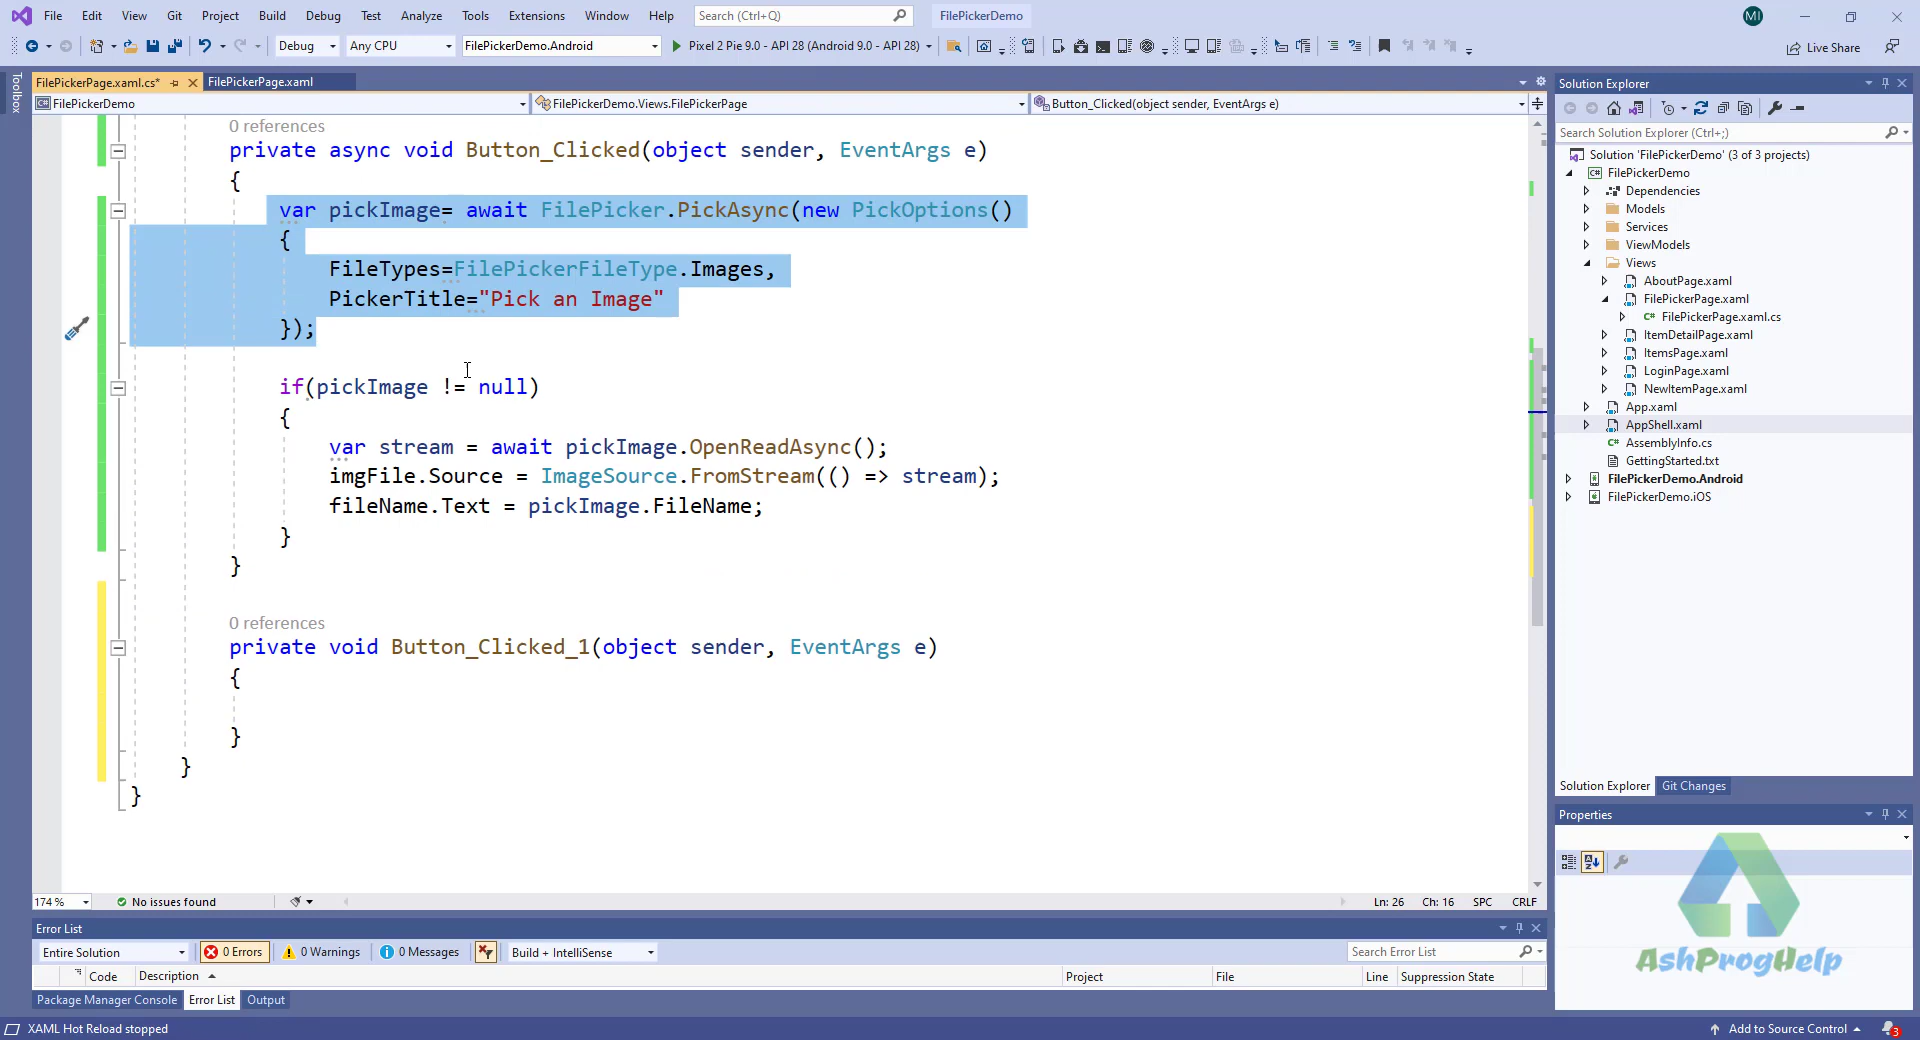 File Edit View Git Project Build Debug Test Analyze Tools Extensions Window Help Search (Ctrl+Q) FilePickerDemo MI
Debug Any CPU FilePickerDemo.Android Pixel 2 Pie 9.0 - API 28 (Android 9.0 - API 28) Live Share
Toolbox
FilePickerPage.xaml.cs* FilePickerPage.xaml
FilePickerDemo FilePickerDemo.Views.FilePickerPage Button_Clicked(object sender, EventArgs e)
0 references
private async void Button_Clicked(object sender, EventArgs e)
{
var pickImage= await FilePicker.PickAsync(new PickOptions()
{
FileTypes=FilePickerFileType.Images,
PickerTitle="Pick an Image"
});
if(pickImage != null)
{
var stream = await pickImage.OpenReadAsync();
imgFile.Source = ImageSource.FromStream(() => stream);
fileName.Text = pickImage.FileName;
}
}
0 references
private void Button_Clicked_1(object sender, EventArgs e)
{
}
}
}
174 % No issues found Ln: 26 Ch: 16 SPC CRLF
Error List
Entire Solution 0 Errors 0 Warnings 0 Messages Build + IntelliSense Search Error List
Code Description Project File Line Suppression State
Package Manager Console Error List Output
XAML Hot Reload stopped Add to Source Control 3
Solution Explorer
Search Solution Explorer (Ctrl+;)
Solution 'FilePickerDemo' (3 of 3 projects)
C# FilePickerDemo
Dependencies
Models
Services
ViewModels
Views
AboutPage.xaml
FilePickerPage.xaml
C# FilePickerPage.xaml.cs
ItemDetailPage.xaml
ItemsPage.xaml
LoginPage.xaml
NewItemPage.xaml
App.xaml
AppShell.xaml
C# AssemblyInfo.cs
GettingStarted.txt
FilePickerDemo.Android
FilePickerDemo.iOS
Solution Explorer Git Changes
Properties
AshProgHelp